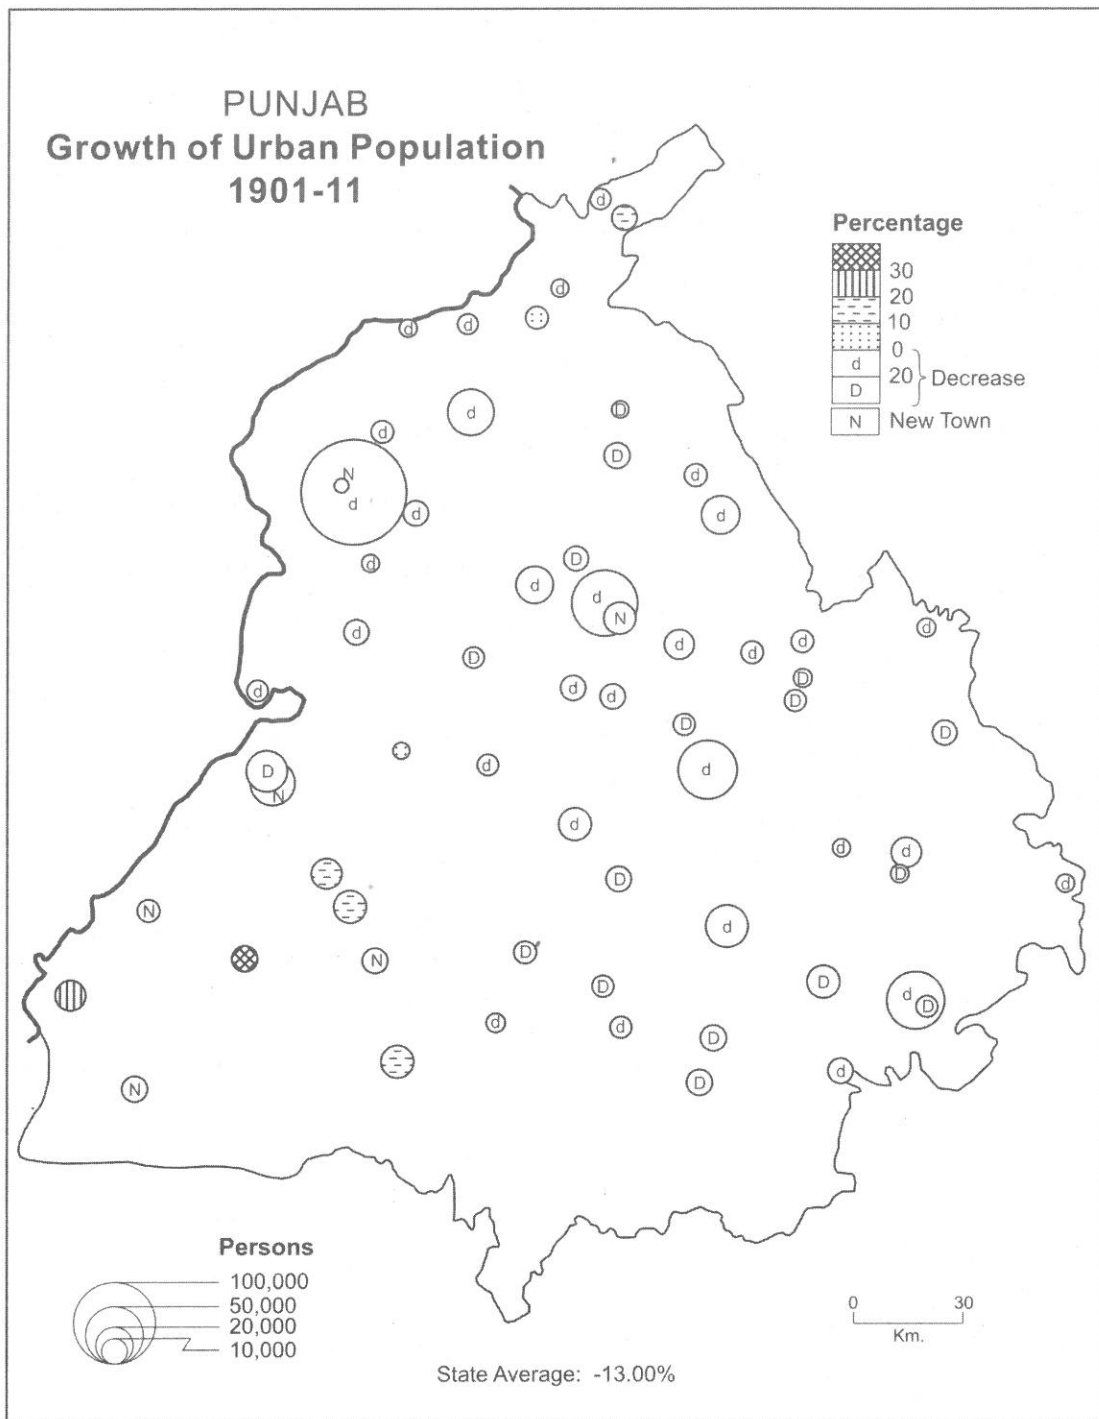 PUNJAB
Growth of Urban Population
1901-11
Percentage
30
20
10
0
d
20
D
Decrease
N
New Town
d
d
d
d
d
D
d
D
N
d
d
d
d
d
D
d
d
N
d
d
d
d
d
D
D
d
d
d
D
D
D
D
d
d
N
d
d
d
D
D
d
N
d
N
D
D
D
d
D
d
d
D
N
D
d
Persons
100,000
50,000
20,000
10,000
0 30
Km.
State Average: -13.00%